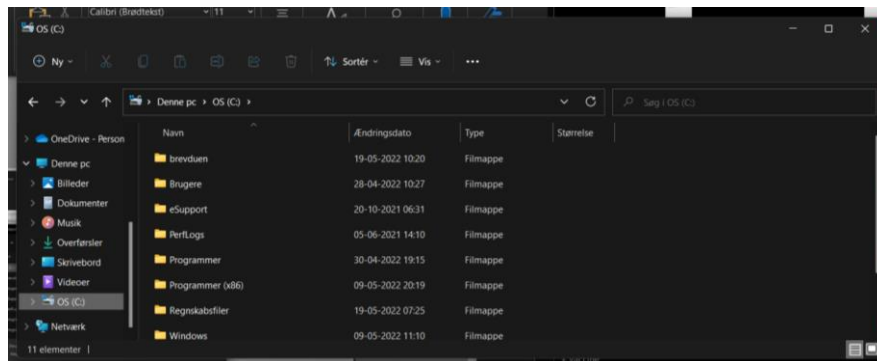 Calibri (Brødtekst) 11
OS (C:)
Ny Sortér Vis
Denne pc > OS (C:) > Søg i OS (C:)
OneDrive - Person
Denne pc
Billeder
Dokumenter
Musik
Overførsler
Skrivebord
Videoer
OS (C:)
Netværk
Navn Ændringsdato Type Størrelse
brevduen 19-05-2022 10:20 Filmappe
Brugere 28-04-2022 10:27 Filmappe
eSupport 20-10-2021 06:31 Filmappe
PerfLogs 05-06-2021 14:10 Filmappe
Programmer 30-04-2022 19:15 Filmappe
Programmer (x86) 09-05-2022 20:19 Filmappe
Regnskabsfiler 19-05-2022 07:25 Filmappe
Windows 09-05-2022 11:10 Filmappe
11 elementer